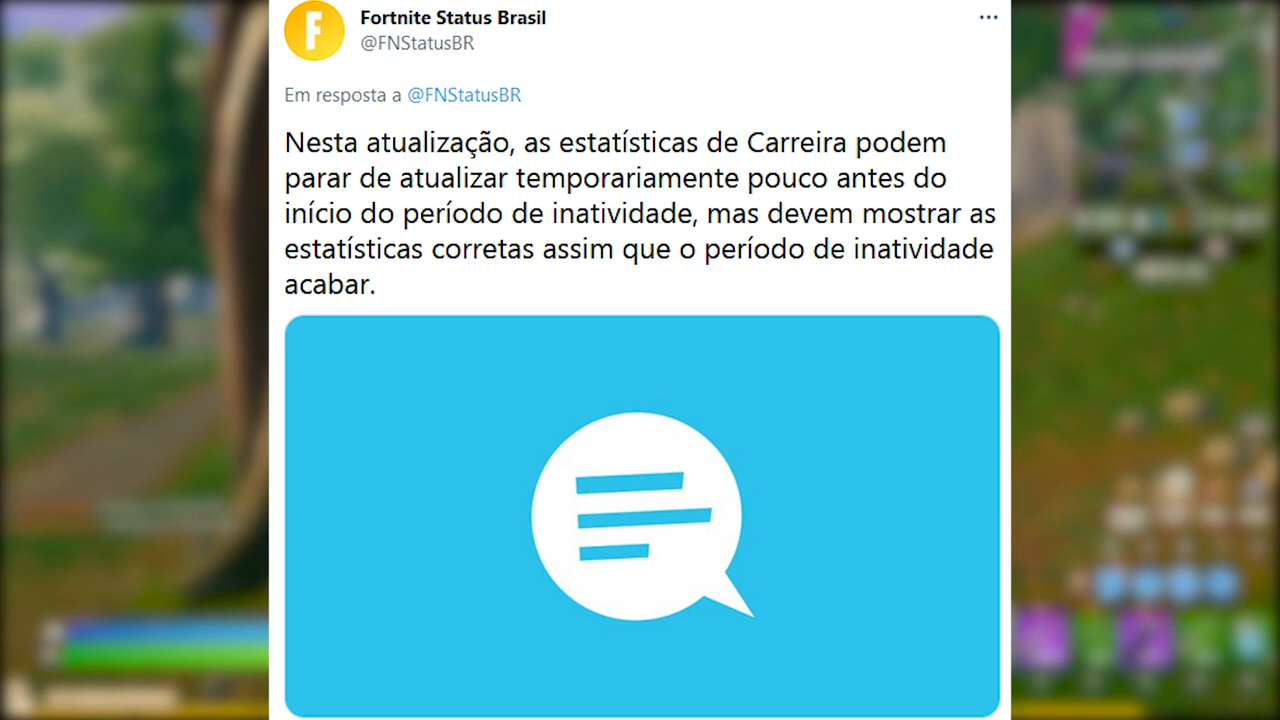 Fortnite Status Brasil
@FNStatusBR
Em resposta a @FNStatusBR
Nesta atualização, as estatísticas de Carreira podem
parar de atualizar temporariamente pouco antes do
início do período de inatividade, mas devem mostrar as
estatísticas corretas assim que o período de inatividade
acabar.